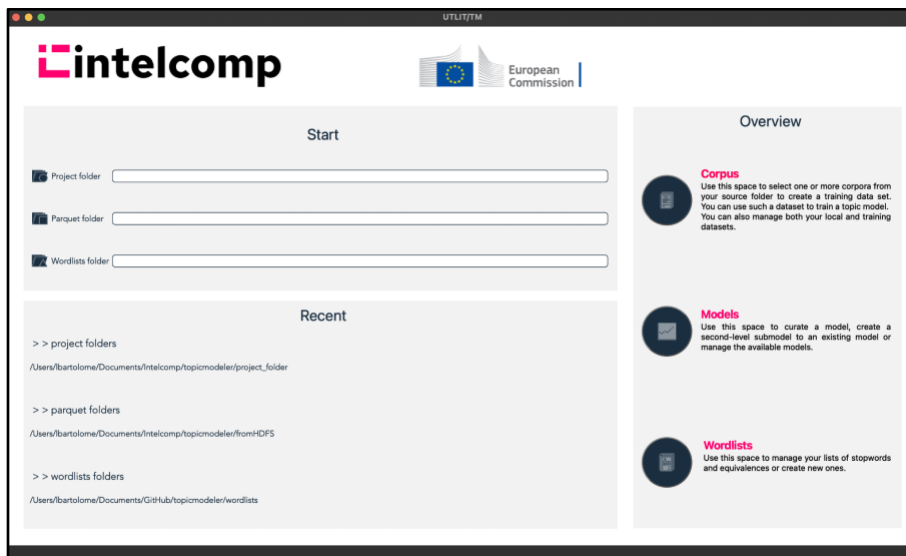 UTLIT/TM
intelcomp
European
Commission
Start
Project folder
Parquet folder
Wordlists folder
Recent
> > project folders
/Users/lbartolome/Documents/Intelcomp/topicmodeler/project_folder
> > parquet folders
/Users/lbartolome/Documents/Intelcomp/topicmodeler/fromHDFS
> > wordlists folders
/Users/lbartolome/Documents/GitHub/topicmodeler/wordlists
Overview
Corpus
Use this space to select one or more corpora from
your source folder to create a training data set.
You can use such a dataset to train a topic model.
You can also manage both your local and training
datasets.
Models
Use this space to curate a model, create a
second-level submodel to an existing model or
manage the available models.
Wordlists
Use this space to manage your lists of stopwords
and equivalences or create new ones.